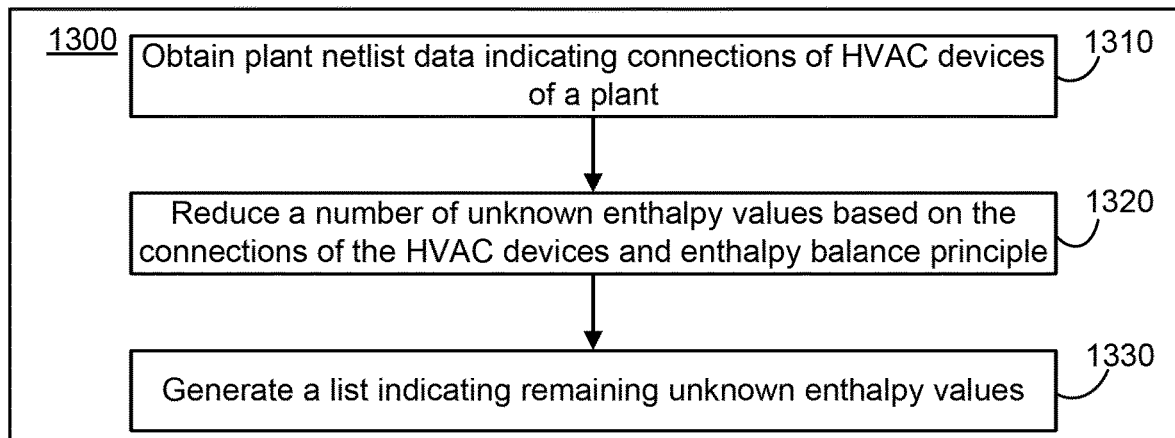 1300
Obtain plant netlist data indicating connections of HVAC devices
of a plant
1310
Reduce a number of unknown enthalpy values based on the
connections of the HVAC devices and enthalpy balance principle
1320
Generate a list indicating remaining unknown enthalpy values
1330